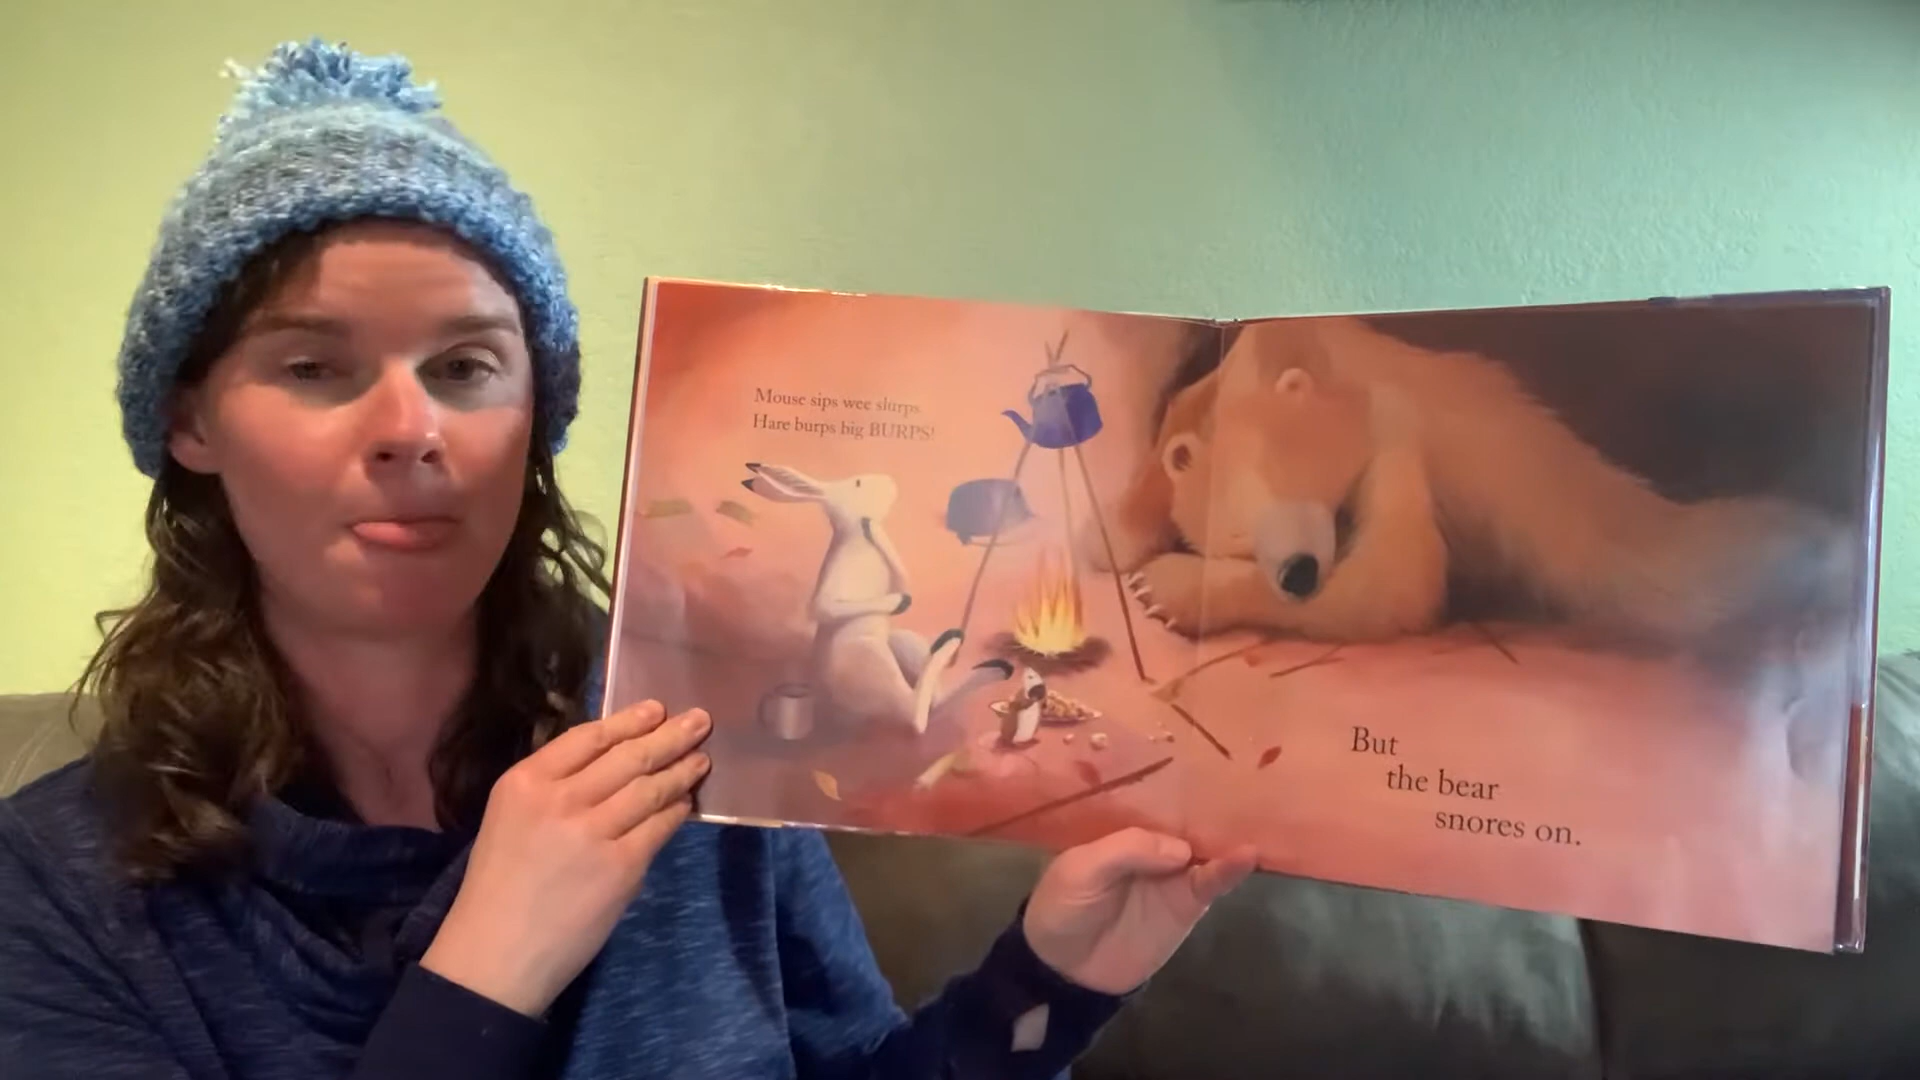 Mouse sips wee slurps.
Hare burps big BURPS!
But
the bear
snores on.